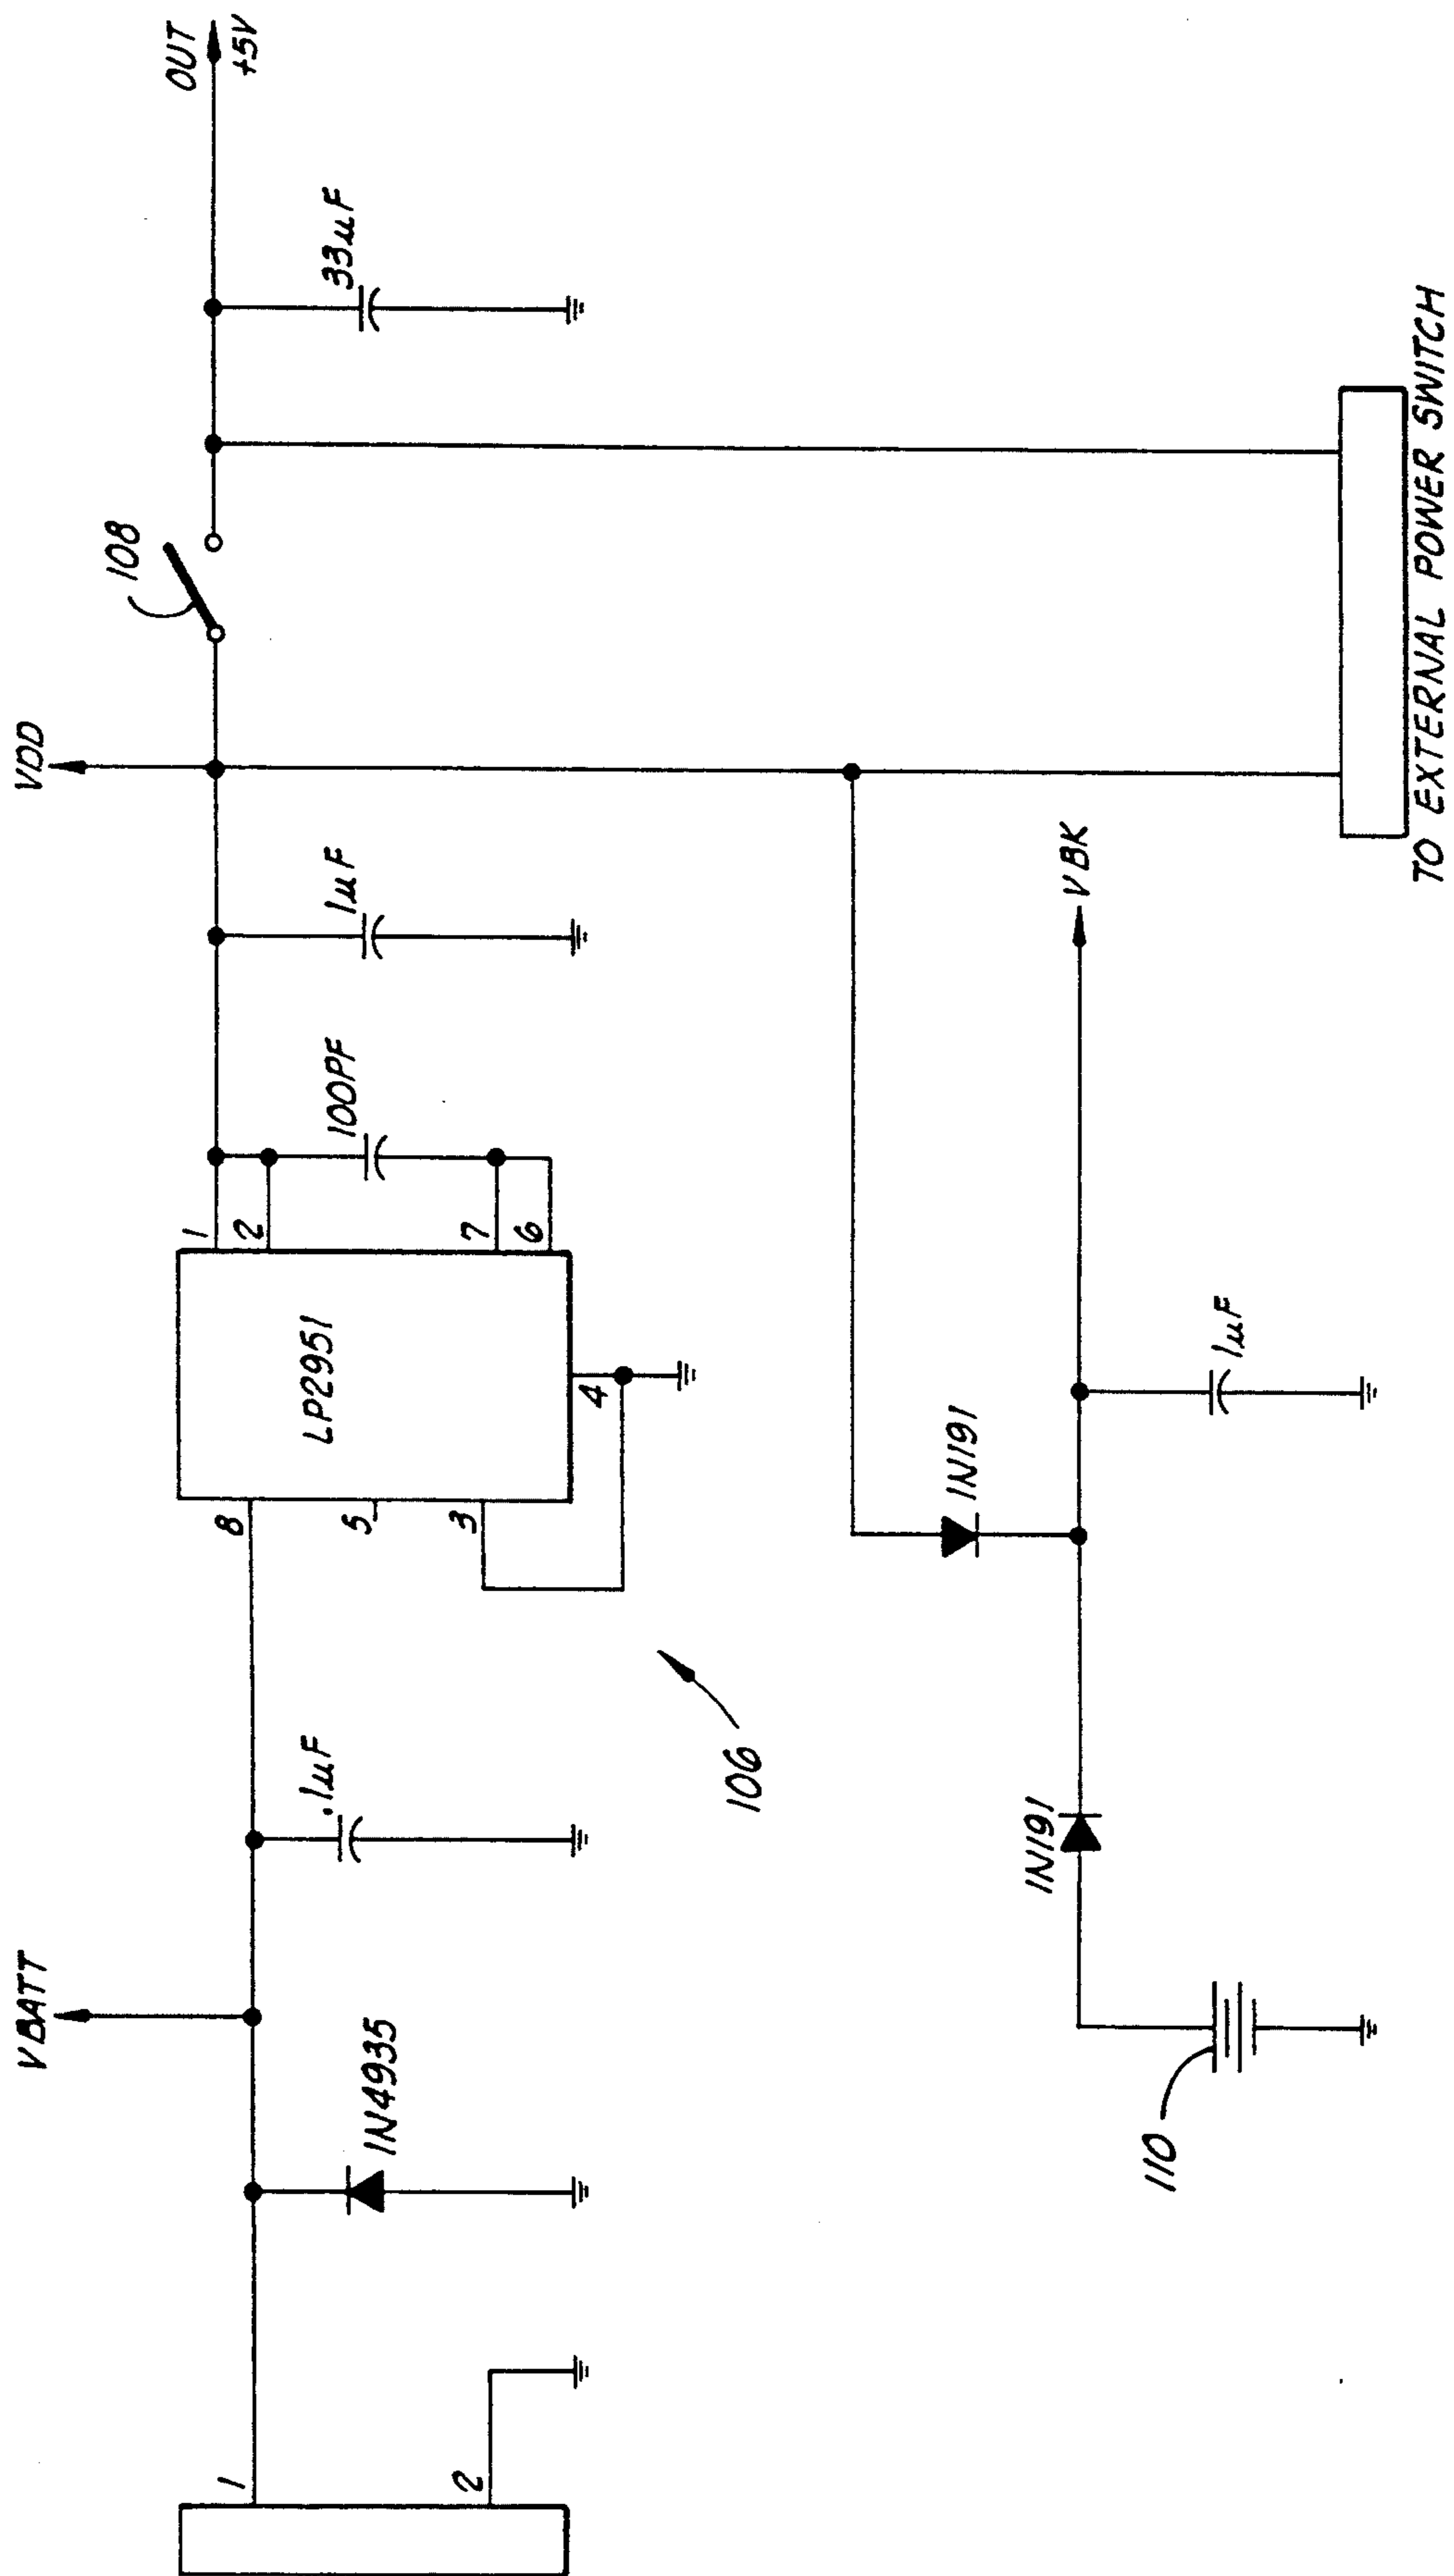 VBATT
VDD
OUT
+5V
108
1
8
.1µF
1
2
100PF
1µF
33µF
LP2951
5
3
7
6
4
1N4935
2
106
1N191
1N191
VBK
1µF
110
TO EXTERNAL POWER SWITCH